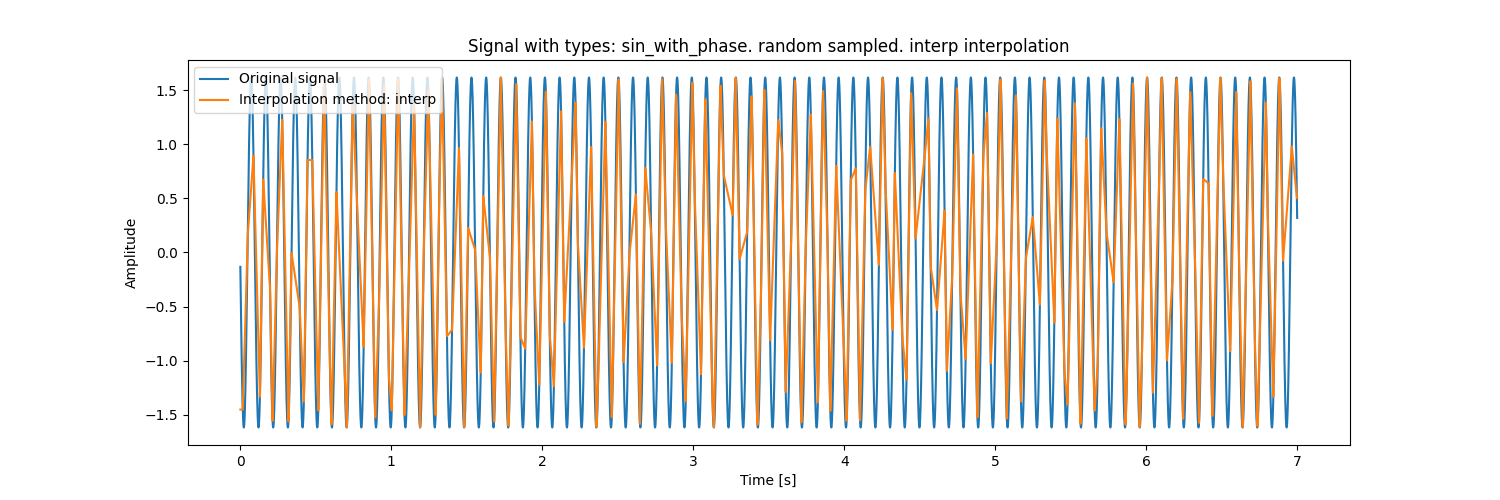 Signal with types: sin_with_phase. random sampled. interp interpolation
Original signal
Interpolation method: interp
Amplitude
1.5
1.0
0.5
0.0
−0.5
−1.0
−1.5
0 1 2 3 4 5 6 7
Time [s]